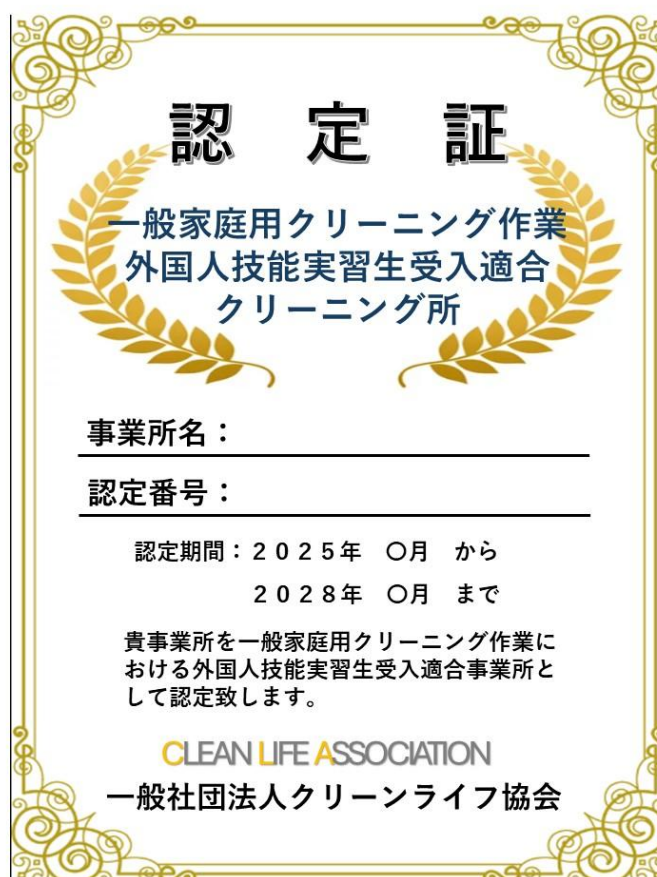 認　定　証
一般家庭用クリーニング作業
外国人技能実習生受入適合
クリーニング所
事業所名：
認定番号：
認定期間：２０２５年　〇月　から
２０２８年　〇月　まで
貴事業所を一般家庭用クリーニング作業に
おける外国人技能実習生受入適合事業所と
して認定致します。
CLEAN LIFE ASSOCIATION
一般社団法人クリーンライフ協会